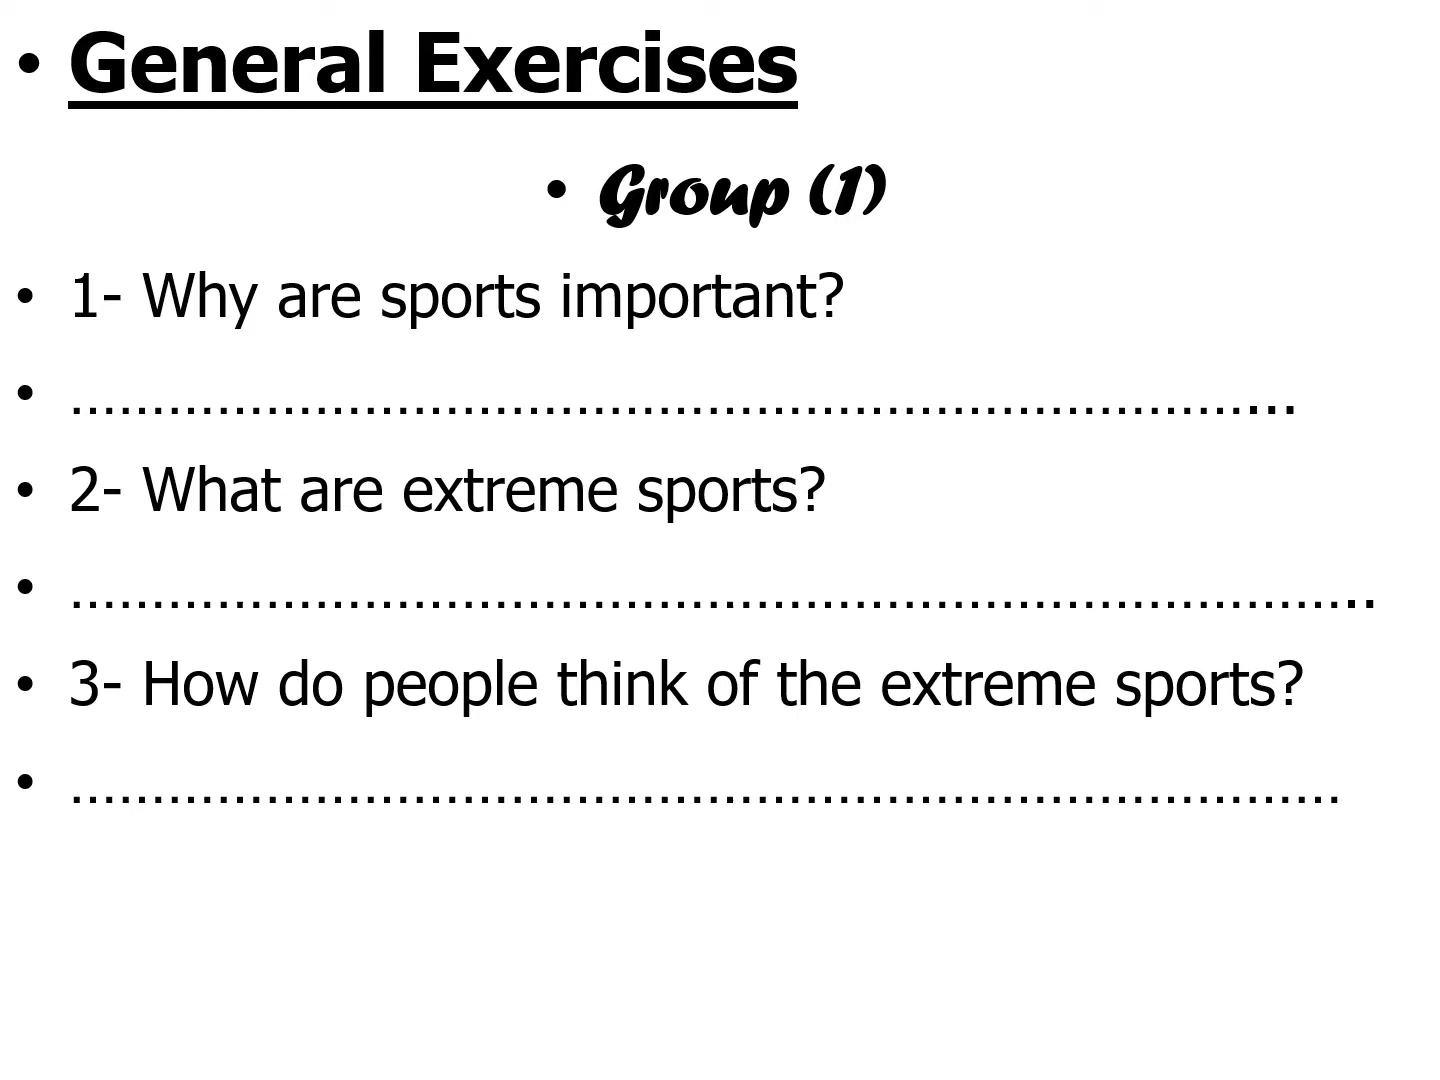 • General Exercises
• Group (1)
• 1- Why are sports important?
• ……………………………………………………………………...
• 2- What are extreme sports?
• …………………………………………………………………………..
• 3- How do people think of the extreme sports?
• ………………………………………………………………………….